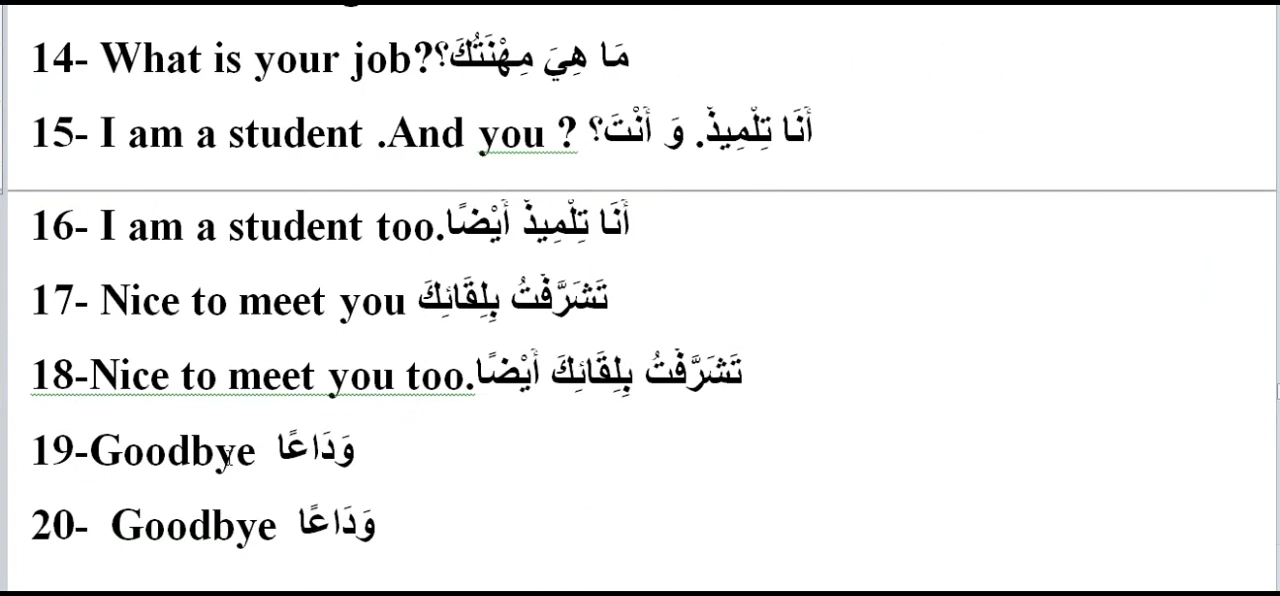 14- What is your job?مَا هِيَ مِهْنَتُكَ؟
15- I am a student .And you ? أَنَا تِلْمِيذٌ. وَ أَنْتَ؟
16- I am a student too.أَنَا تِلْمِيذٌ أَيْضًا
17- Nice to meet you تَشَرَّفْتُ بِلِقَائِكَ
18-Nice to meet you too.تَشَرَّفْتُ بِلِقَائِكَ أَيْضًا
19-Goodbye وَدَاعًا
20- Goodbye وَدَاعًا